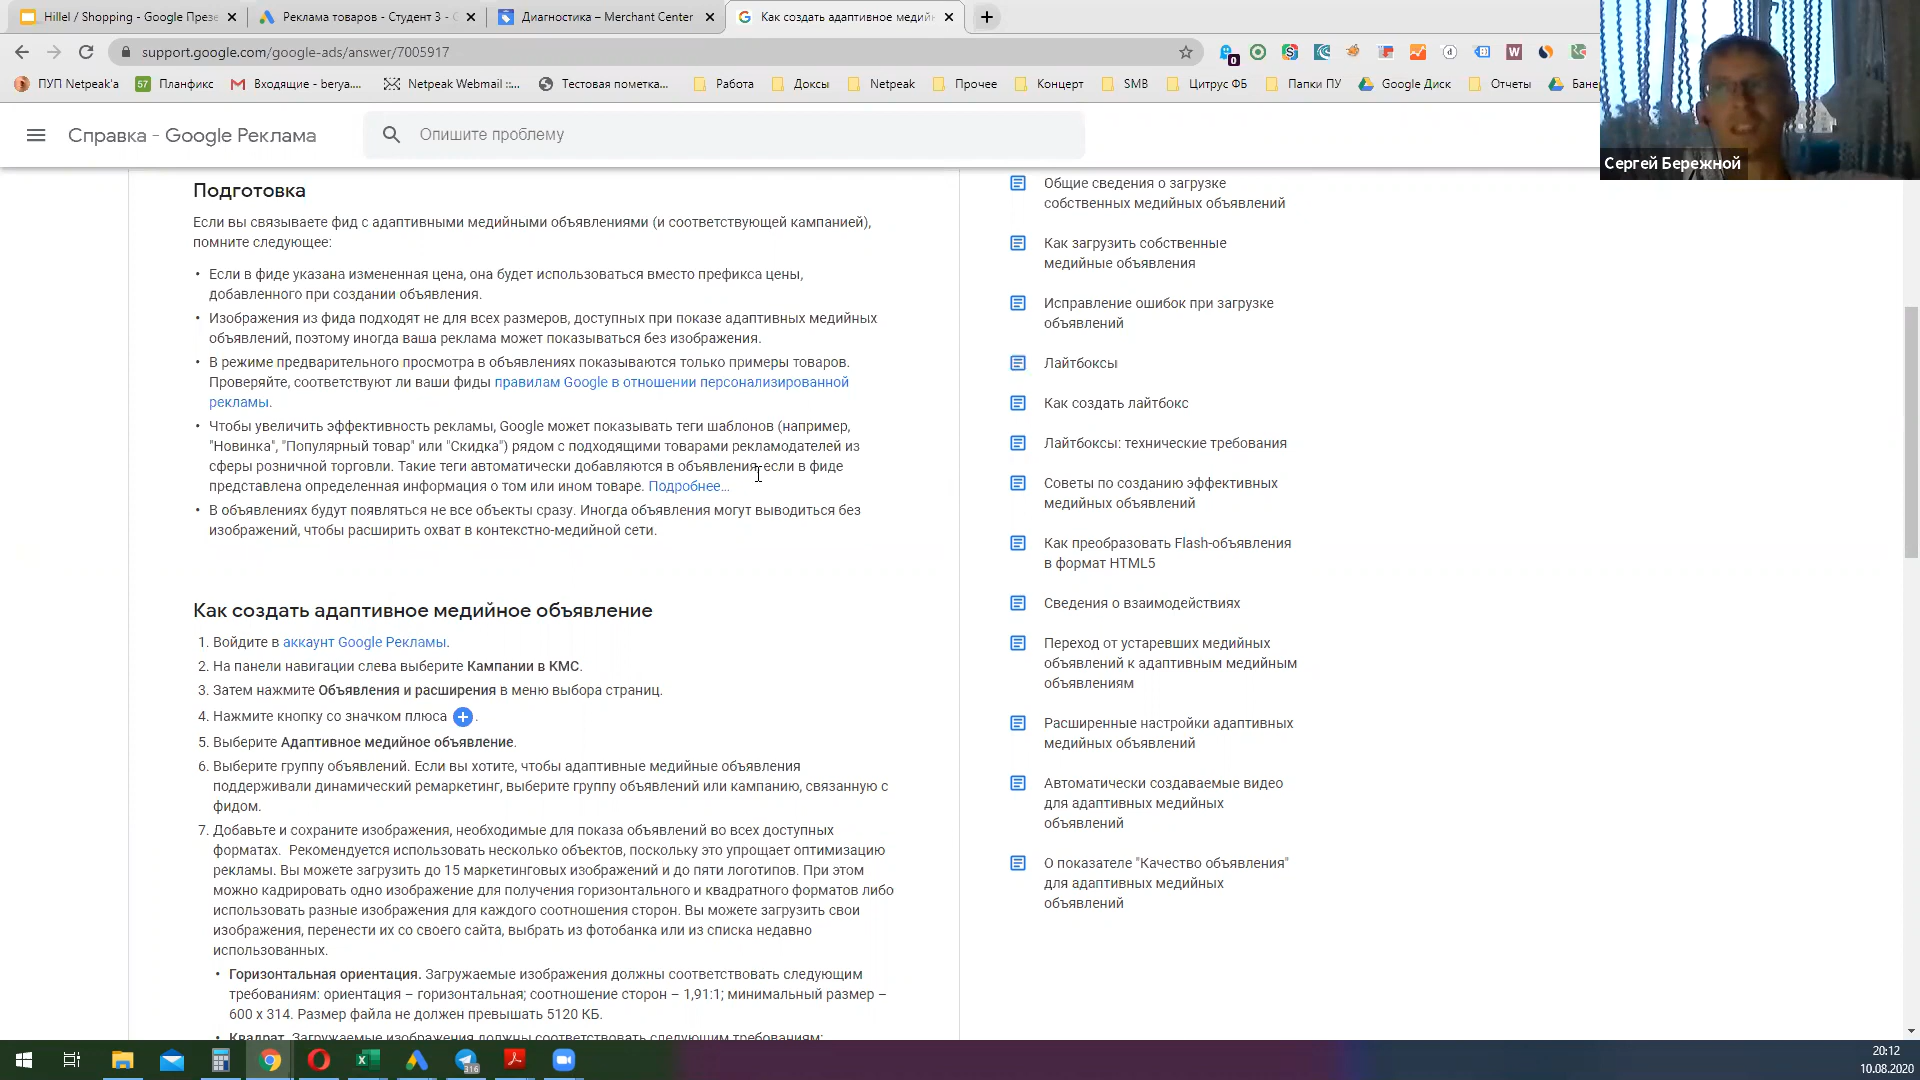 Hillel / Shopping - Google Презе
Реклама товаров - Студент 3 - G
Диагностика – Merchant Center
Как создать адаптивное медийн
support.google.com/google-ads/answer/7005917
0
ПУП Netpeak'а
57
Планфикс
Входящие - berya....
Netpeak Webmail ::...
Тестовая пометка...
Работа
Доксы
Netpeak
Прочее
Концерт
SMB
Цитрус ФБ
Папки ПУ
Google Диск
Отчеты
Бане
Сергей Бережной
Справка - Google Реклама
Опишите проблему
Подготовка
Если вы связываете фид с адаптивными медийными объявлениями (и соответствующей кампанией),
помните следующее:
• Если в фиде указана измененная цена, она будет использоваться вместо префикса цены,
добавленного при создании объявления.
• Изображения из фида подходят не для всех размеров, доступных при показе адаптивных медийных
объявлений, поэтому иногда ваша реклама может показываться без изображения.
• В режиме предварительного просмотра в объявлениях показываются только примеры товаров.
Проверяйте, соответствуют ли ваши фиды правилам Google в отношении персонализированной
рекламы.
• Чтобы увеличить эффективность рекламы, Google может показывать теги шаблонов (например,
"Новинка", "Популярный товар" или "Скидка") рядом с подходящими товарами рекламодателей из
сферы розничной торговли. Такие теги автоматически добавляются в объявления, если в фиде
представлена определенная информация о том или ином товаре. Подробнее…
• В объявлениях будут появляться не все объекты сразу. Иногда объявления могут выводиться без
изображений, чтобы расширить охват в контекстно-медийной сети.
Как создать адаптивное медийное объявление
1. Войдите в аккаунт Google Рекламы.
2. На панели навигации слева выберите Кампании в КМС.
3. Затем нажмите Объявления и расширения в меню выбора страниц.
4. Нажмите кнопку со значком плюса .
5. Выберите Адаптивное медийное объявление.
6. Выберите группу объявлений. Если вы хотите, чтобы адаптивные медийные объявления
поддерживали динамический ремаркетинг, выберите группу объявлений или кампанию, связанную с
фидом.
7. Добавьте и сохраните изображения, необходимые для показа объявлений во всех доступных
форматах. Рекомендуется использовать несколько объектов, поскольку это упрощает оптимизацию
рекламы. Вы можете загрузить до 15 маркетинговых изображений и до пяти логотипов. При этом
можно кадрировать одно изображение для получения горизонтального и квадратного форматов либо
использовать разные изображения для каждого соотношения сторон. Вы можете загрузить свои
изображения, перенести их со своего сайта, выбрать из фотобанка или из списка недавно
использованных.
• Горизонтальная ориентация. Загружаемые изображения должны соответствовать следующим
требованиям: ориентация – горизонтальная; соотношение сторон – 1,91:1; минимальный размер –
600 x 314. Размер файла не должен превышать 5120 КБ.
• Квадрат. Загружаемые изображения должны соответствовать следующим требованиям:
Общие сведения о загрузке
собственных медийных объявлений
Как загрузить собственные
медийные объявления
Исправление ошибок при загрузке
объявлений
Лайтбоксы
Как создать лайтбокс
Лайтбоксы: технические требования
Советы по созданию эффективных
медийных объявлений
Как преобразовать Flash-объявления
в формат HTML5
Сведения о взаимодействиях
Переход от устаревших медийных
объявлений к адаптивным медийным
объявлениям
Расширенные настройки адаптивных
медийных объявлений
Автоматически создаваемые видео
для адаптивных медийных
объявлений
О показателе "Качество объявления"
для адаптивных медийных
объявлений
316
20:12
10.08.2020